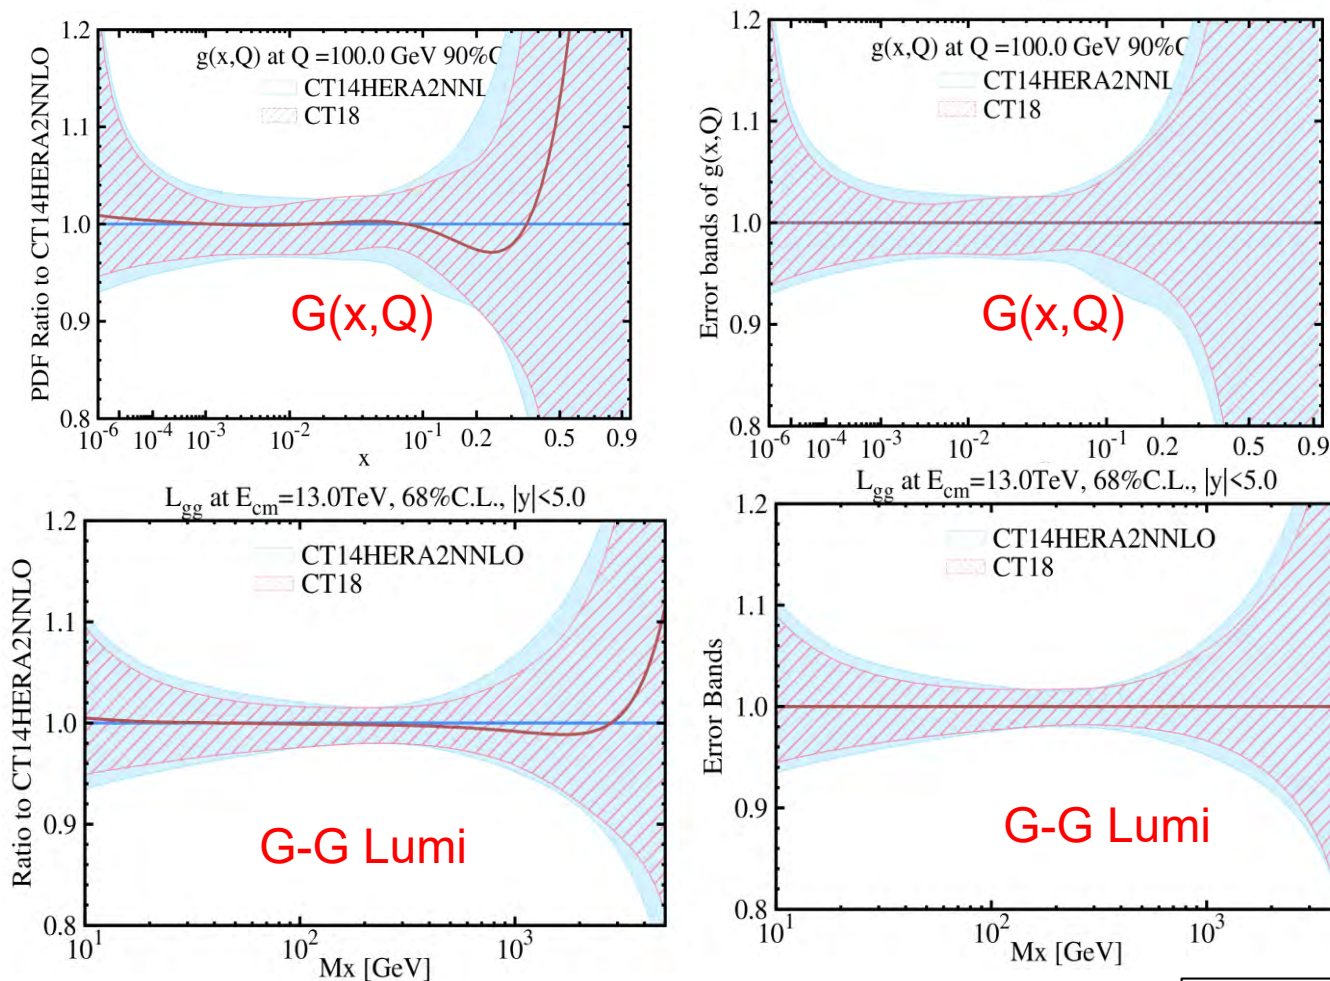 PDF Ratio to CT14HERA2NNLO
1.2
1.1
1.0
0.9
0.8
g(x,Q) at Q =100.0 GeV 90%C
CT14HERA2NNL
CT18
G(x,Q)
10^-6 10^-4 10^-3 10^-2 10^-1 0.2 0.5 0.9
x
Error bands of g(x,Q)
1.2
1.1
1.0
0.9
0.8
g(x,Q) at Q =100.0 GeV 90%C
CT14HERA2NNL
CT18
G(x,Q)
10^-6 10^-4 10^-3 10^-2 10^-1 0.2 0.5 0.9
L_gg at E_cm=13.0TeV, 68%C.L., |y|<5.0
Ratio to CT14HERA2NNLO
1.2
1.1
1.0
0.9
0.8
CT14HERA2NNLO
CT18
G-G Lumi
10^1 10^2 10^3
Mx [GeV]
L_gg at E_cm=13.0TeV, 68%C.L., |y|<5.0
Error Bands
1.2
1.1
1.0
0.9
0.8
CT14HERA2NNLO
CT18
G-G Lumi
10^1 10^2 10^3
Mx [GeV]